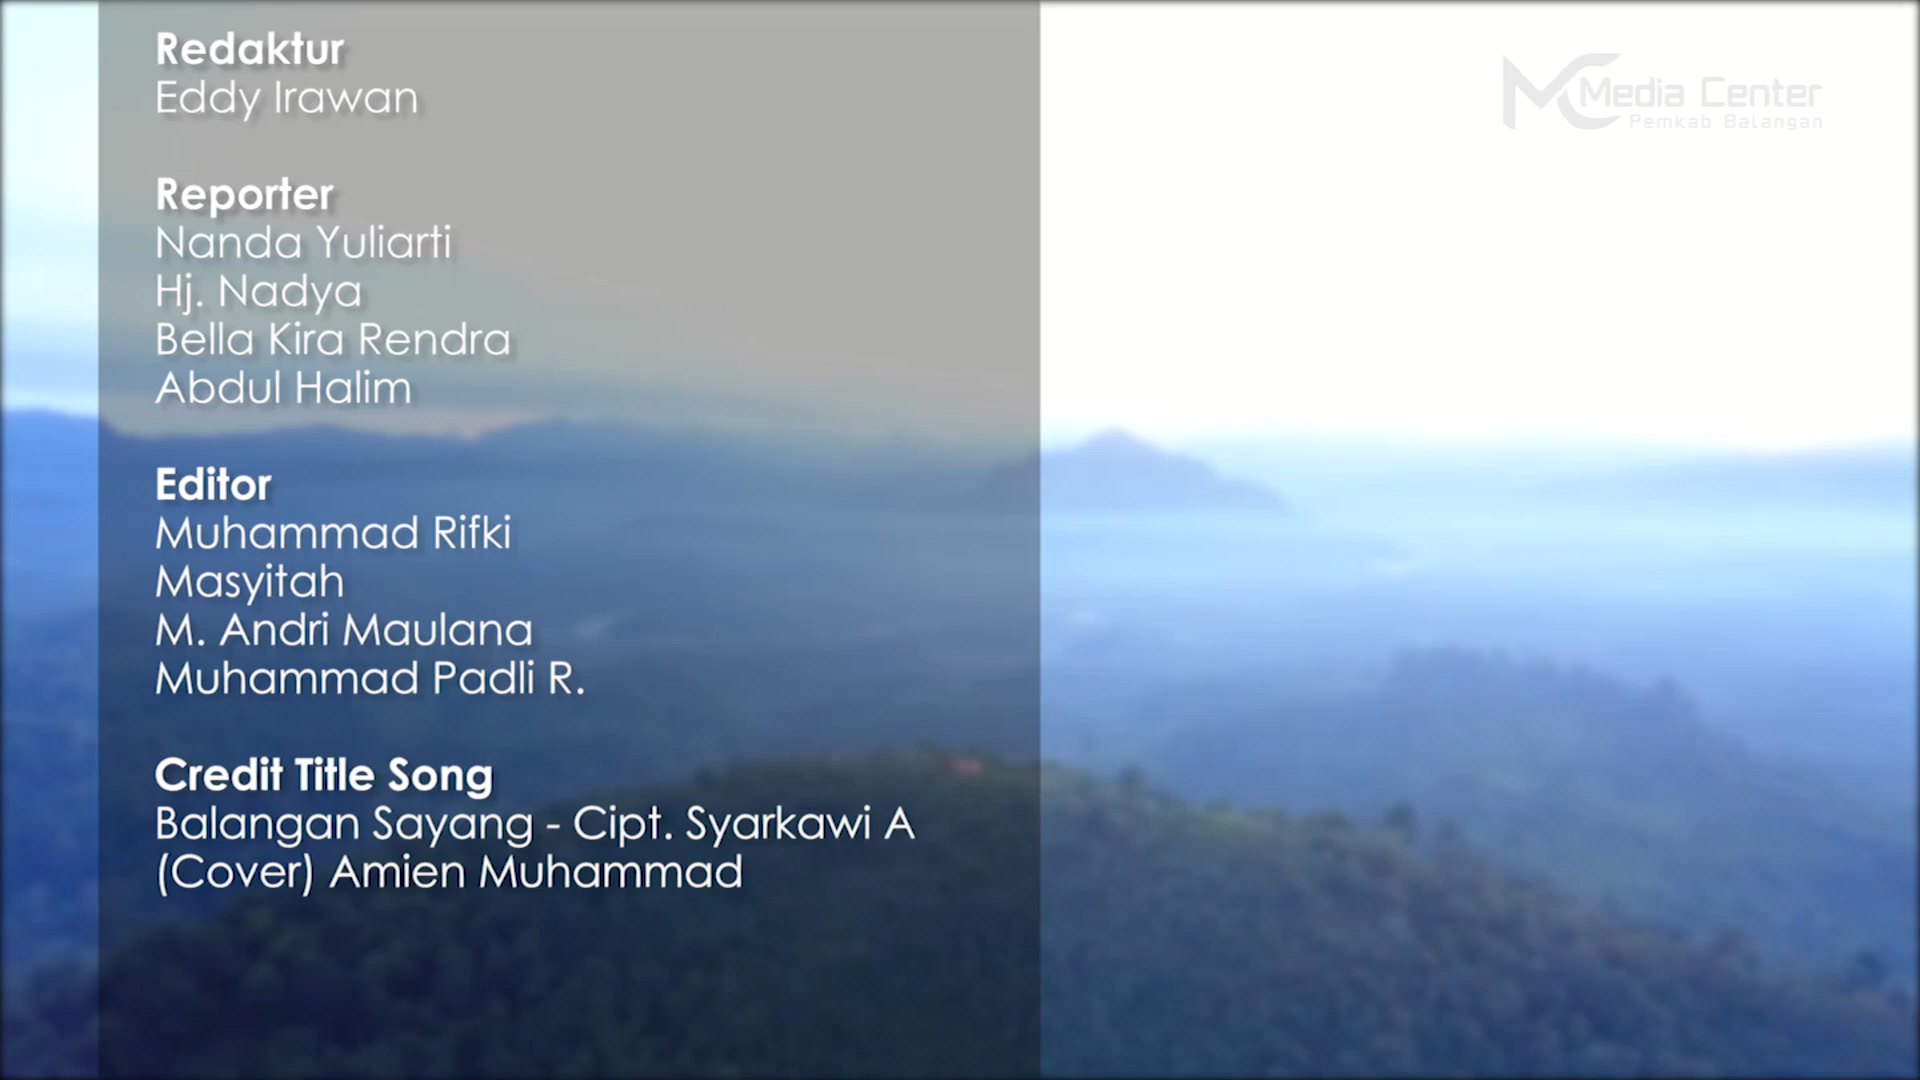 Redaktur
Eddy Irawan
Reporter
Nanda Yuliarti
Hj. Nadya
Bella Kira Rendra
Abdul Halim
Editor
Muhammad Rifki
Masyitah
M. Andri Maulana
Muhammad Padli R.
Credit Title Song
Balangan Sayang - Cipt. Syarkawi A
(Cover) Amien Muhammad
MC Media Center
Pemkab Balangan